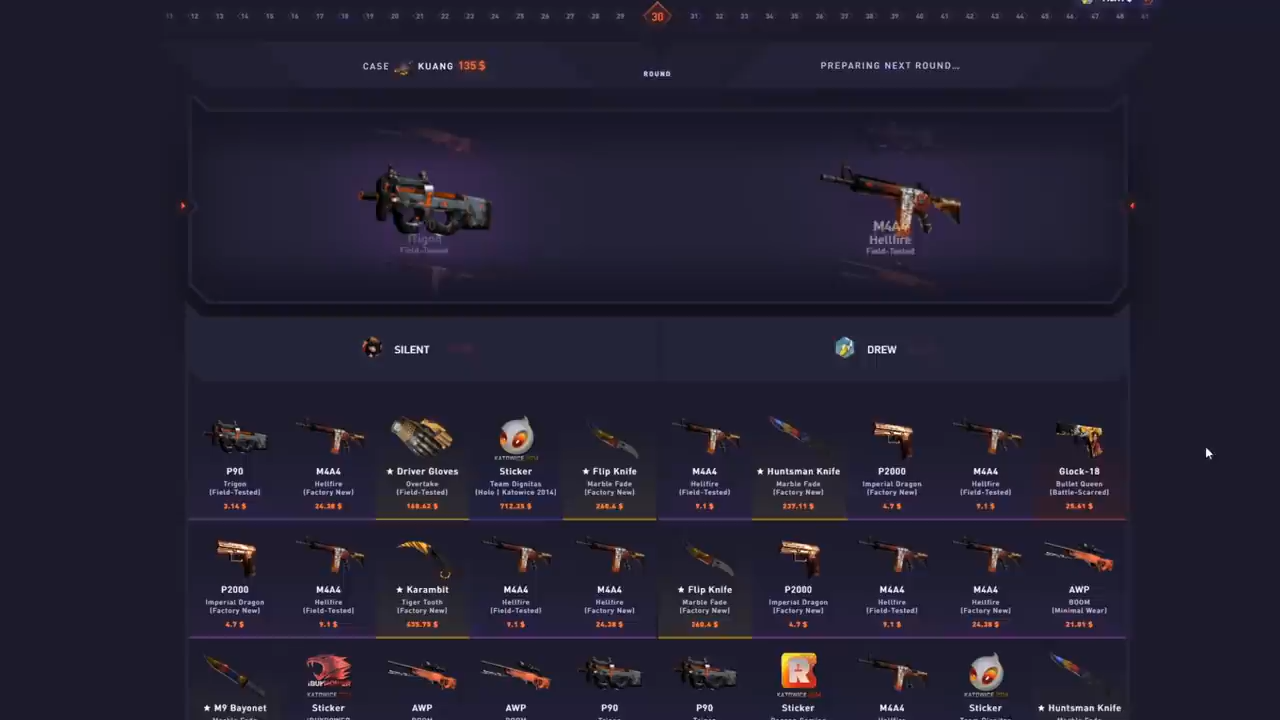 11 12 13 14 15 16 17 18 19 20 21 22 23 24 25 26 27 28 29 30 31 32 33 34 35 36 37 38 39 40 41 42 43 44 45 46 47 48 49
CASE KUANG 135 $
ROUND
PREPARING NEXT ROUND...
Trigon
Field-Tested
M4A4
Hellfire
Field-Tested
SILENT
DREW
P90 M4A4 ★ Driver Gloves Sticker ★ Flip Knife M4A4 ★ Huntsman Knife P2000 M4A4 Glock-18
Trigon Hellfire Overtake Team Dignitas Marble Fade Hellfire Marble Fade Imperial Dragon Hellfire Bullet Queen
(Field-Tested) (Factory New) (Field-Tested) (Holo | Katowice 2014) (Factory New) (Field-Tested) (Factory New) (Factory New) (Field-Tested) (Battle-Scarred)
3.14 $ 24.38 $ 168.62 $ 712.35 $ 260.4 $ 9.1 $ 237.11 $ 4.7 $ 9.1 $ 25.61 $
P2000 M4A4 ★ Karambit M4A4 M4A4 ★ Flip Knife P2000 M4A4 M4A4 AWP
Imperial Dragon Hellfire Tiger Tooth Hellfire Hellfire Marble Fade Imperial Dragon Hellfire Hellfire BOOM
(Factory New) (Field-Tested) (Factory New) (Field-Tested) (Factory New) (Factory New) (Factory New) (Field-Tested) (Factory New) (Minimal Wear)
4.7 $ 9.1 $ 635.75 $ 9.1 $ 24.38 $ 260.4 $ 4.7 $ 9.1 $ 24.38 $ 21.01 $
★ M9 Bayonet Sticker AWP AWP P90 P90 Sticker M4A4 Sticker ★ Huntsman Knife